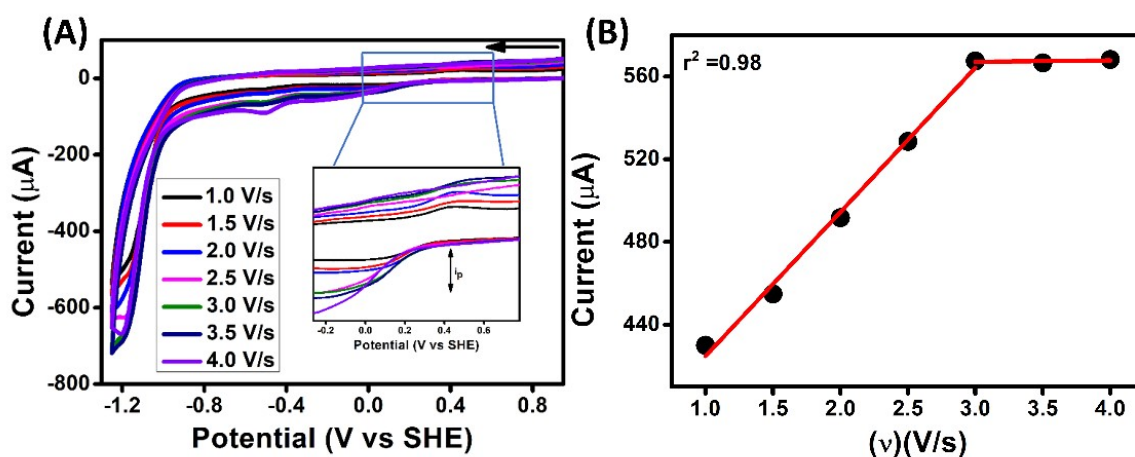 (A)
0
-200
-400
-600
-800
Current (μA)
-1.2
-0.8
-0.4
0.0
0.4
0.8
Potential (V vs SHE)
1.0 V/s
1.5 V/s
2.0 V/s
2.5 V/s
3.0 V/s
3.5 V/s
4.0 V/s
ip
-0.2
0.0
0.2
0.4
0.6
Potential (V vs SHE)
(B)
r² =0.98
560
520
480
440
Current (μA)
1.0
1.5
2.0
2.5
3.0
3.5
4.0
(ν)(V/s)